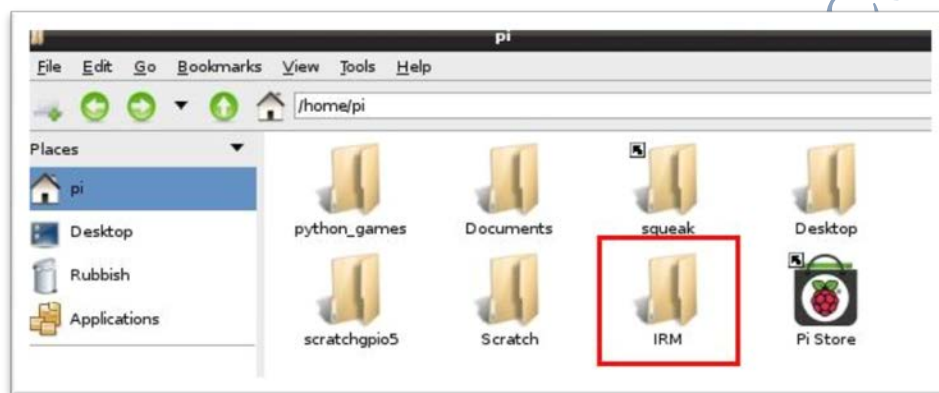 pi
File Edit Go Bookmarks View Tools Help
/home/pi
Places
pi
Desktop
Rubbish
Applications
python_games Documents squeak Desktop
scratchgpio5 Scratch IRM Pi Store